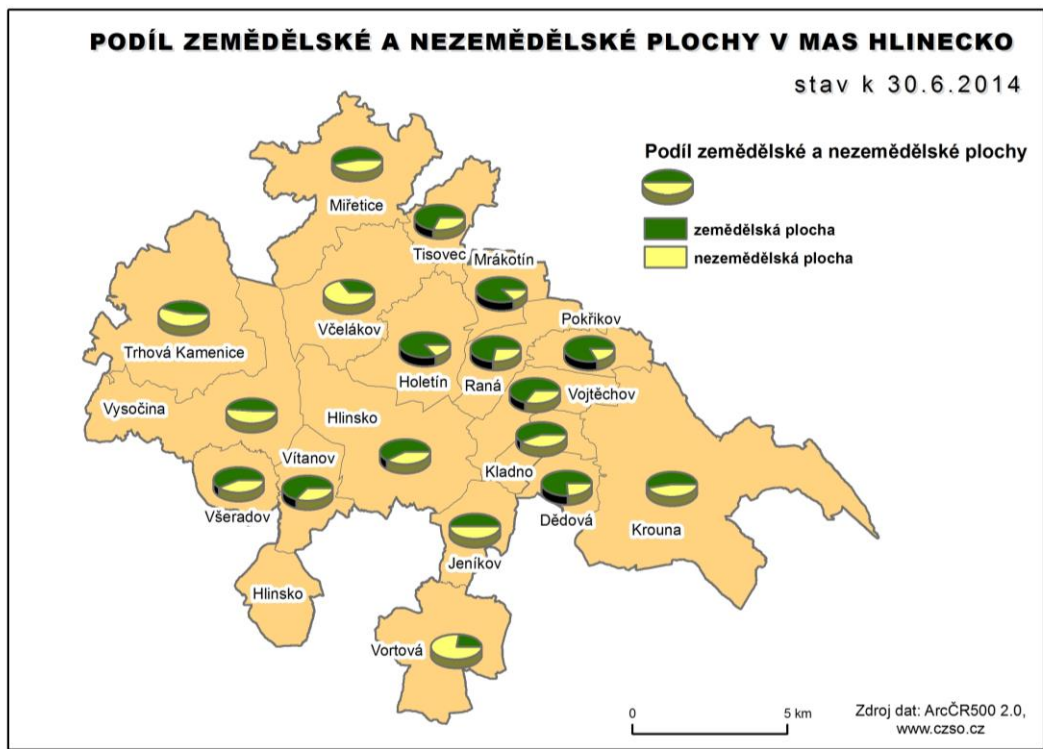 PODÍL ZEMĚDĚLSKÉ A NEZEMĚDĚLSKÉ PLOCHY V MAS HLINECKO
stav k 30.6.2014
Podíl zemědělské a nezemědělské plochy
zemědělská plocha
nezemědělská plocha
Miřetice
Tisovec
Mrákotín
Včelákov
Pokřikov
Trhová Kamenice
Holetín
Raná
Vojtěchov
Vysočina
Hlinsko
Vítanov
Kladno
Všeradov
Dědová
Krouna
Jeníkov
Hlinsko
Vortová
0
5 km
Zdroj dat: ArcČR500 2.0,
www.czso.cz